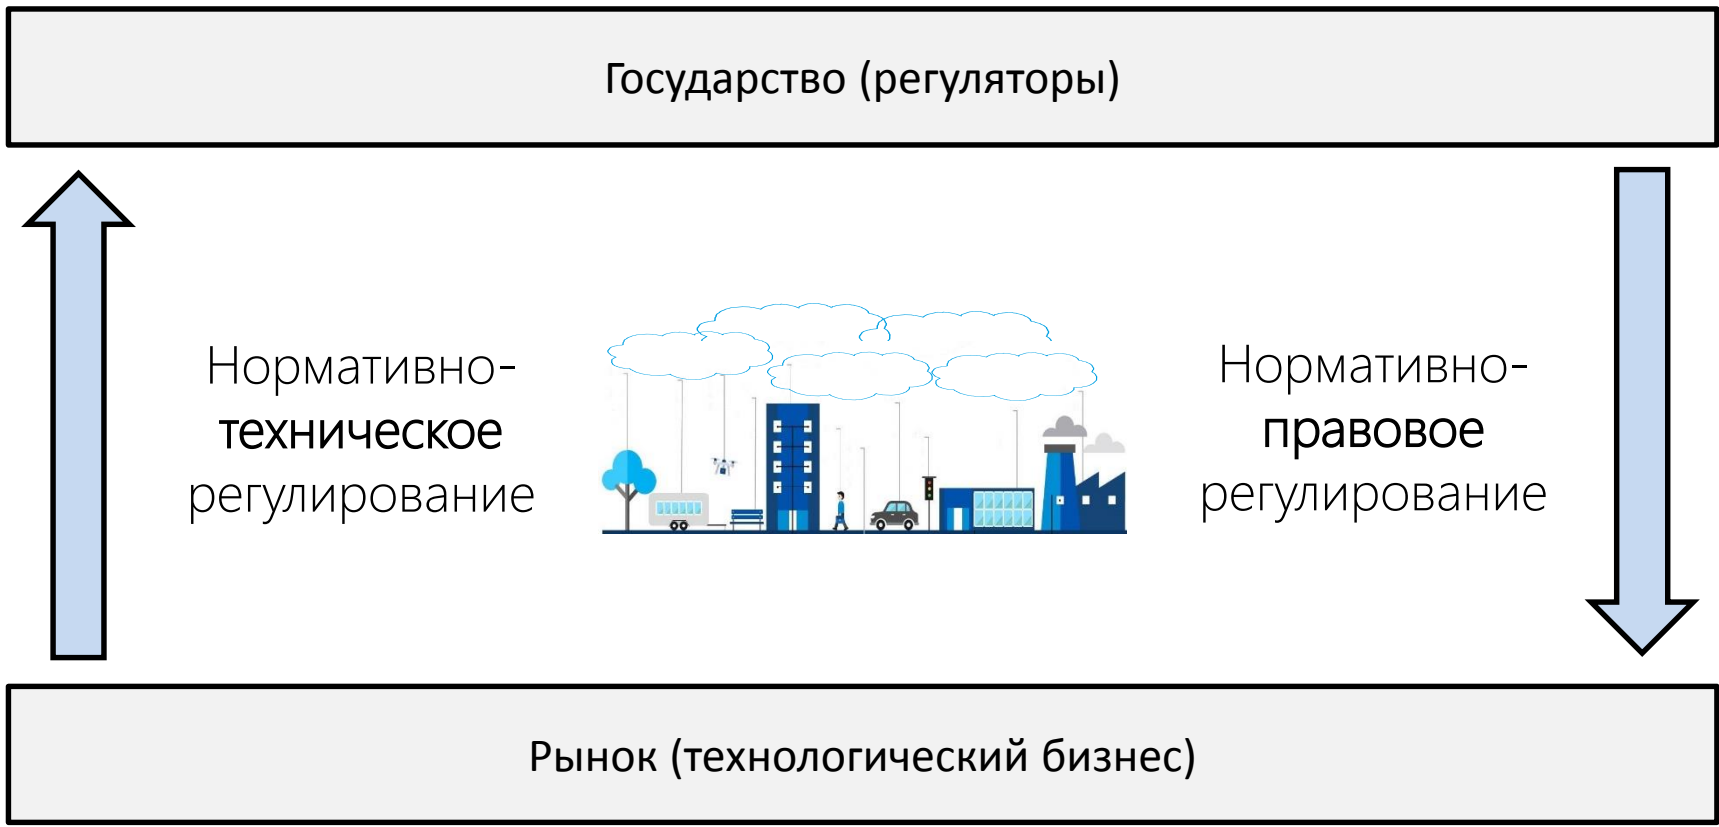 Государство (регуляторы)
Нормативно-
техническое
регулирование
Нормативно-
правовое
регулирование
Рынок (технологический бизнес)